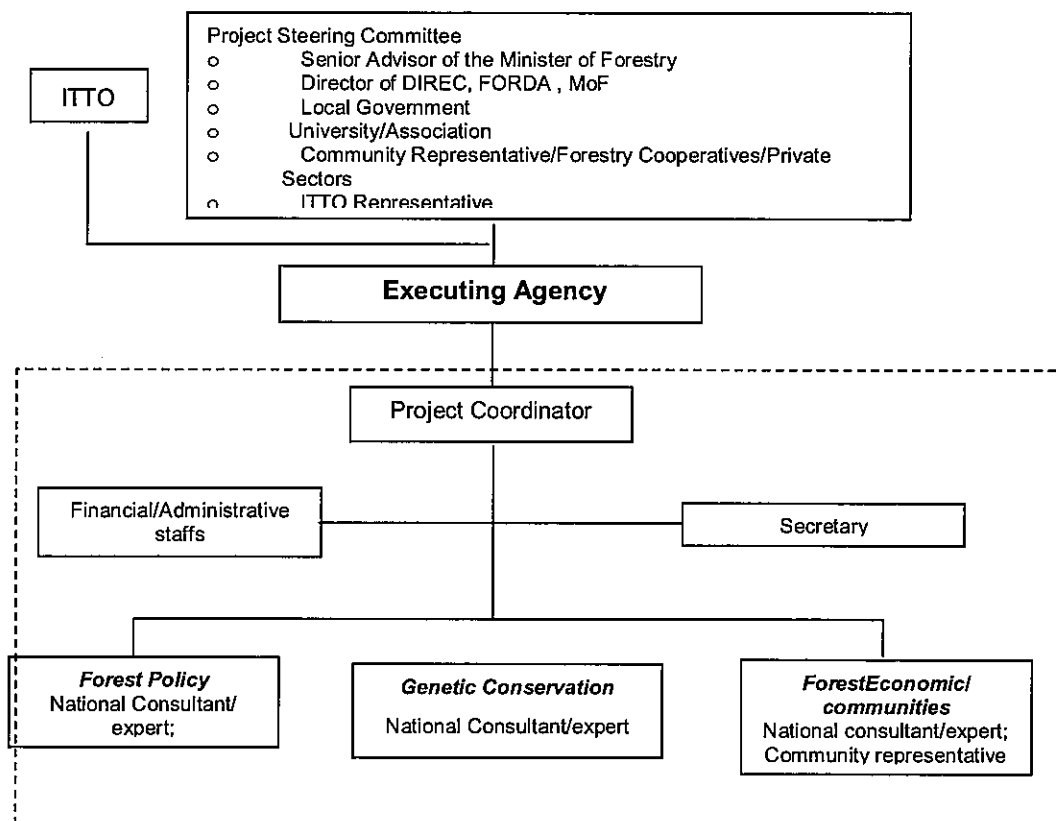 Project Steering Committee
o Senior Advisor of the Minister of Forestry
o Director of DIREC, FORDA , MoF
ITTO
o Local Government
o University/Association
o Community Representative/Forestry Cooperatives/Private
Sectors
o ITTO Representative
Executing Agency
Project Coordinator
Financial/Administrative
staffs
Secretary
Forest Policy
National Consultant/
expert;
Genetic Conservation
National Consultant/expert
ForestEconomic/
communities
National consultant/expert;
Community representative